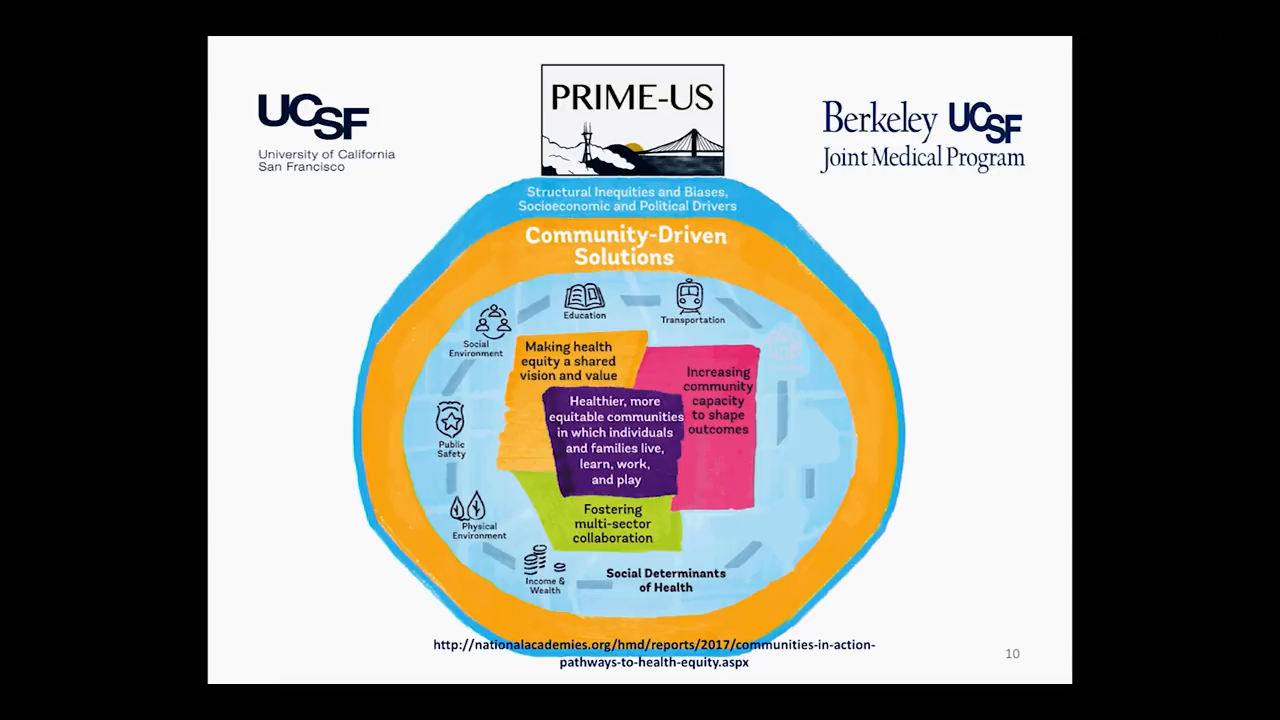 UCSF
University of California
San Francisco
PRIME-US
Berkeley UCSF
Joint Medical Program
Structural Inequities and Biases,
Socioeconomic and Political Drivers
Community-Driven
Solutions
Education
Transportation
Social
Environment
Public
Safety
Physical
Environment
Income &
Wealth
Making health
equity a shared
vision and value
Increasing
community
capacity
to shape
outcomes
Healthier, more
equitable communities
in which individuals
and families live,
learn, work,
and play
Fostering
multi-sector
collaboration
Social Determinants
of Health
http://nationalacademies.org/hmd/reports/2017/communities-in-action-
pathways-to-health-equity.aspx
10